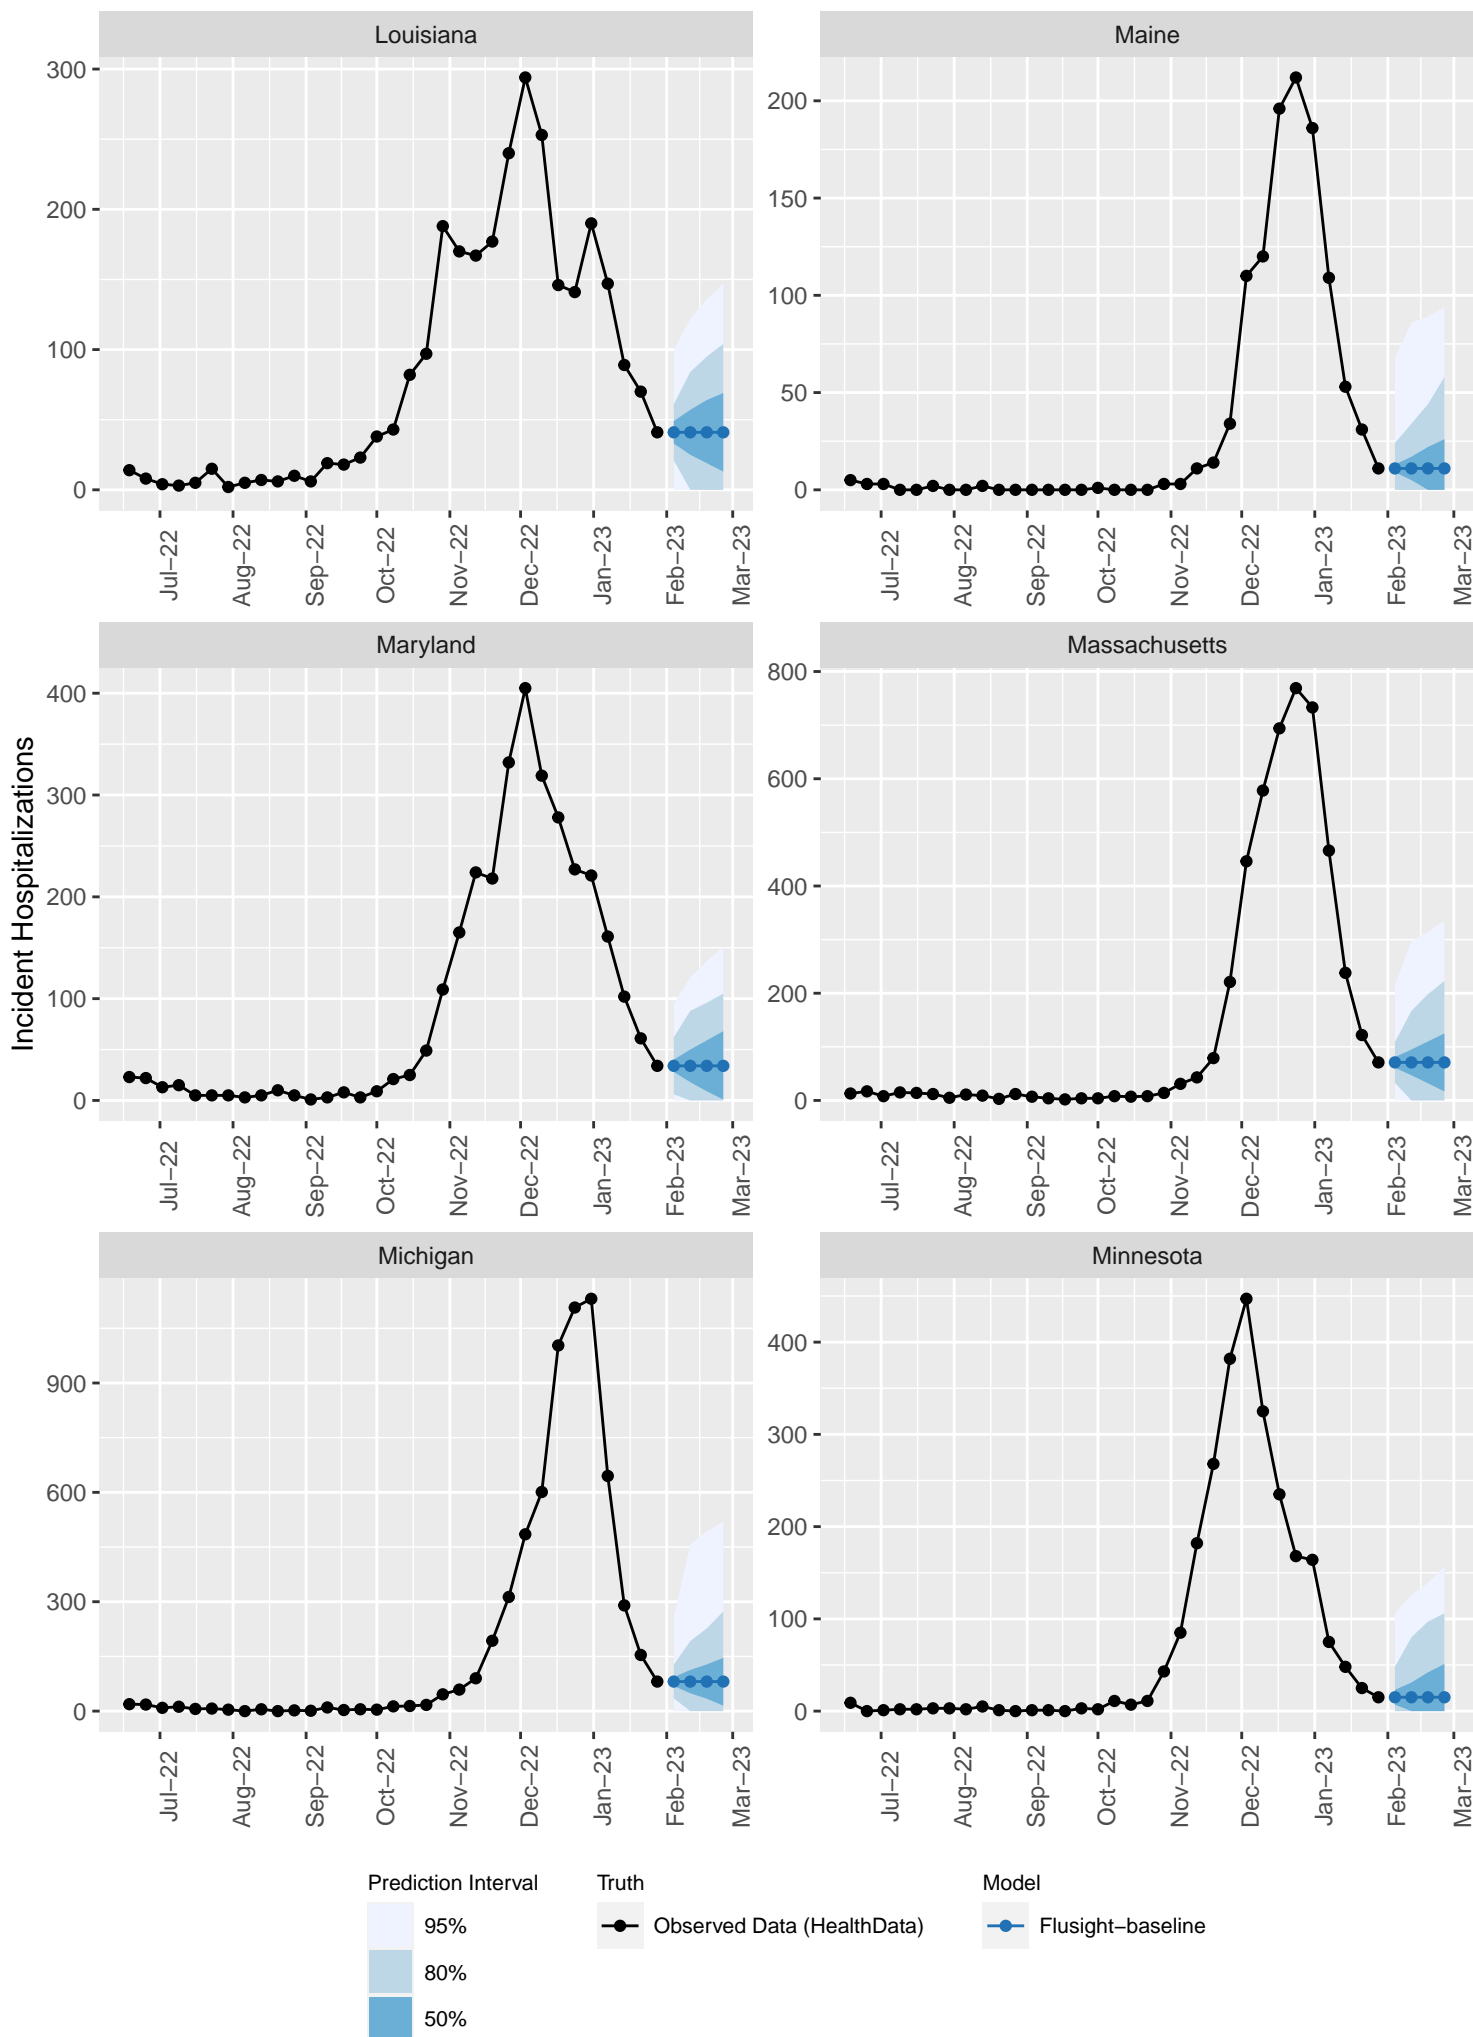 Louisiana
Maine
300
200
100
0
200
150
100
50
0
Jul−22
Aug−22
Sep−22
Oct−22
Nov−22
Dec−22
Jan−23
Feb−23
Mar−23
Jul−22
Aug−22
Sep−22
Oct−22
Nov−22
Dec−22
Jan−23
Feb−23
Mar−23
Incident Hospitalizations
Maryland
Massachusetts
400
300
200
100
0
800
600
400
200
0
Jul−22
Aug−22
Sep−22
Oct−22
Nov−22
Dec−22
Jan−23
Feb−23
Mar−23
Jul−22
Aug−22
Sep−22
Oct−22
Nov−22
Dec−22
Jan−23
Feb−23
Mar−23
Michigan
Minnesota
900
600
300
0
400
300
200
100
0
Jul−22
Aug−22
Sep−22
Oct−22
Nov−22
Dec−22
Jan−23
Feb−23
Mar−23
Jul−22
Aug−22
Sep−22
Oct−22
Nov−22
Dec−22
Jan−23
Feb−23
Mar−23
Prediction Interval
95%
80%
50%
Truth
Observed Data (HealthData)
Model
Flusight−baseline